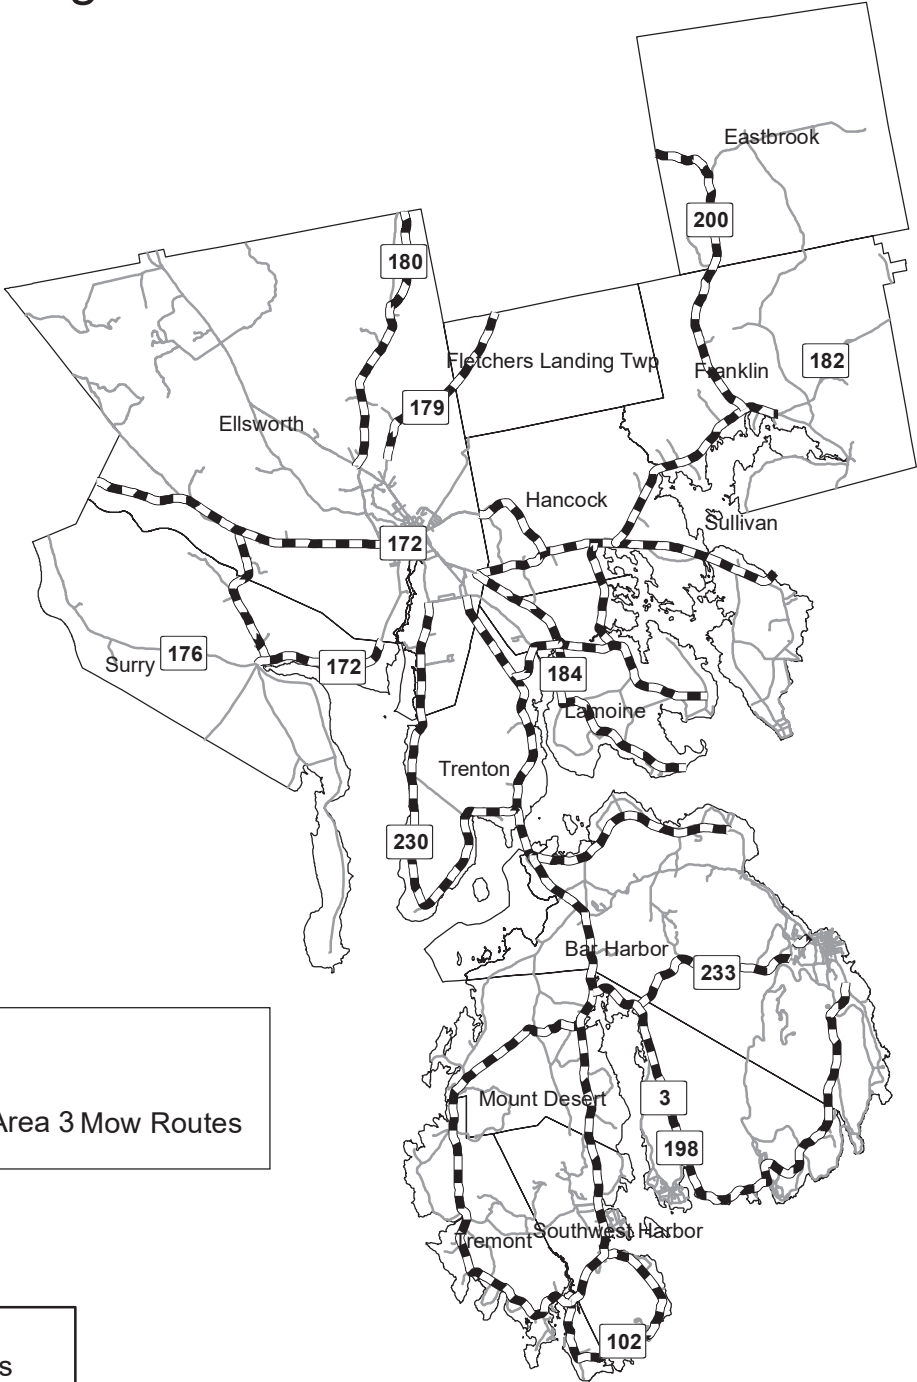 g
Eastbrook
200
180
Fletchers Landing Twp
182
Franklin
179
Ellsworth
Hancock
Sullivan
172
176
Surry
172
184
Lamoine
Trenton
230
Bar Harbor
233
Mount Desert
3
Area 3 Mow Routes
198
Southwest Harbor
Tremont
102
s